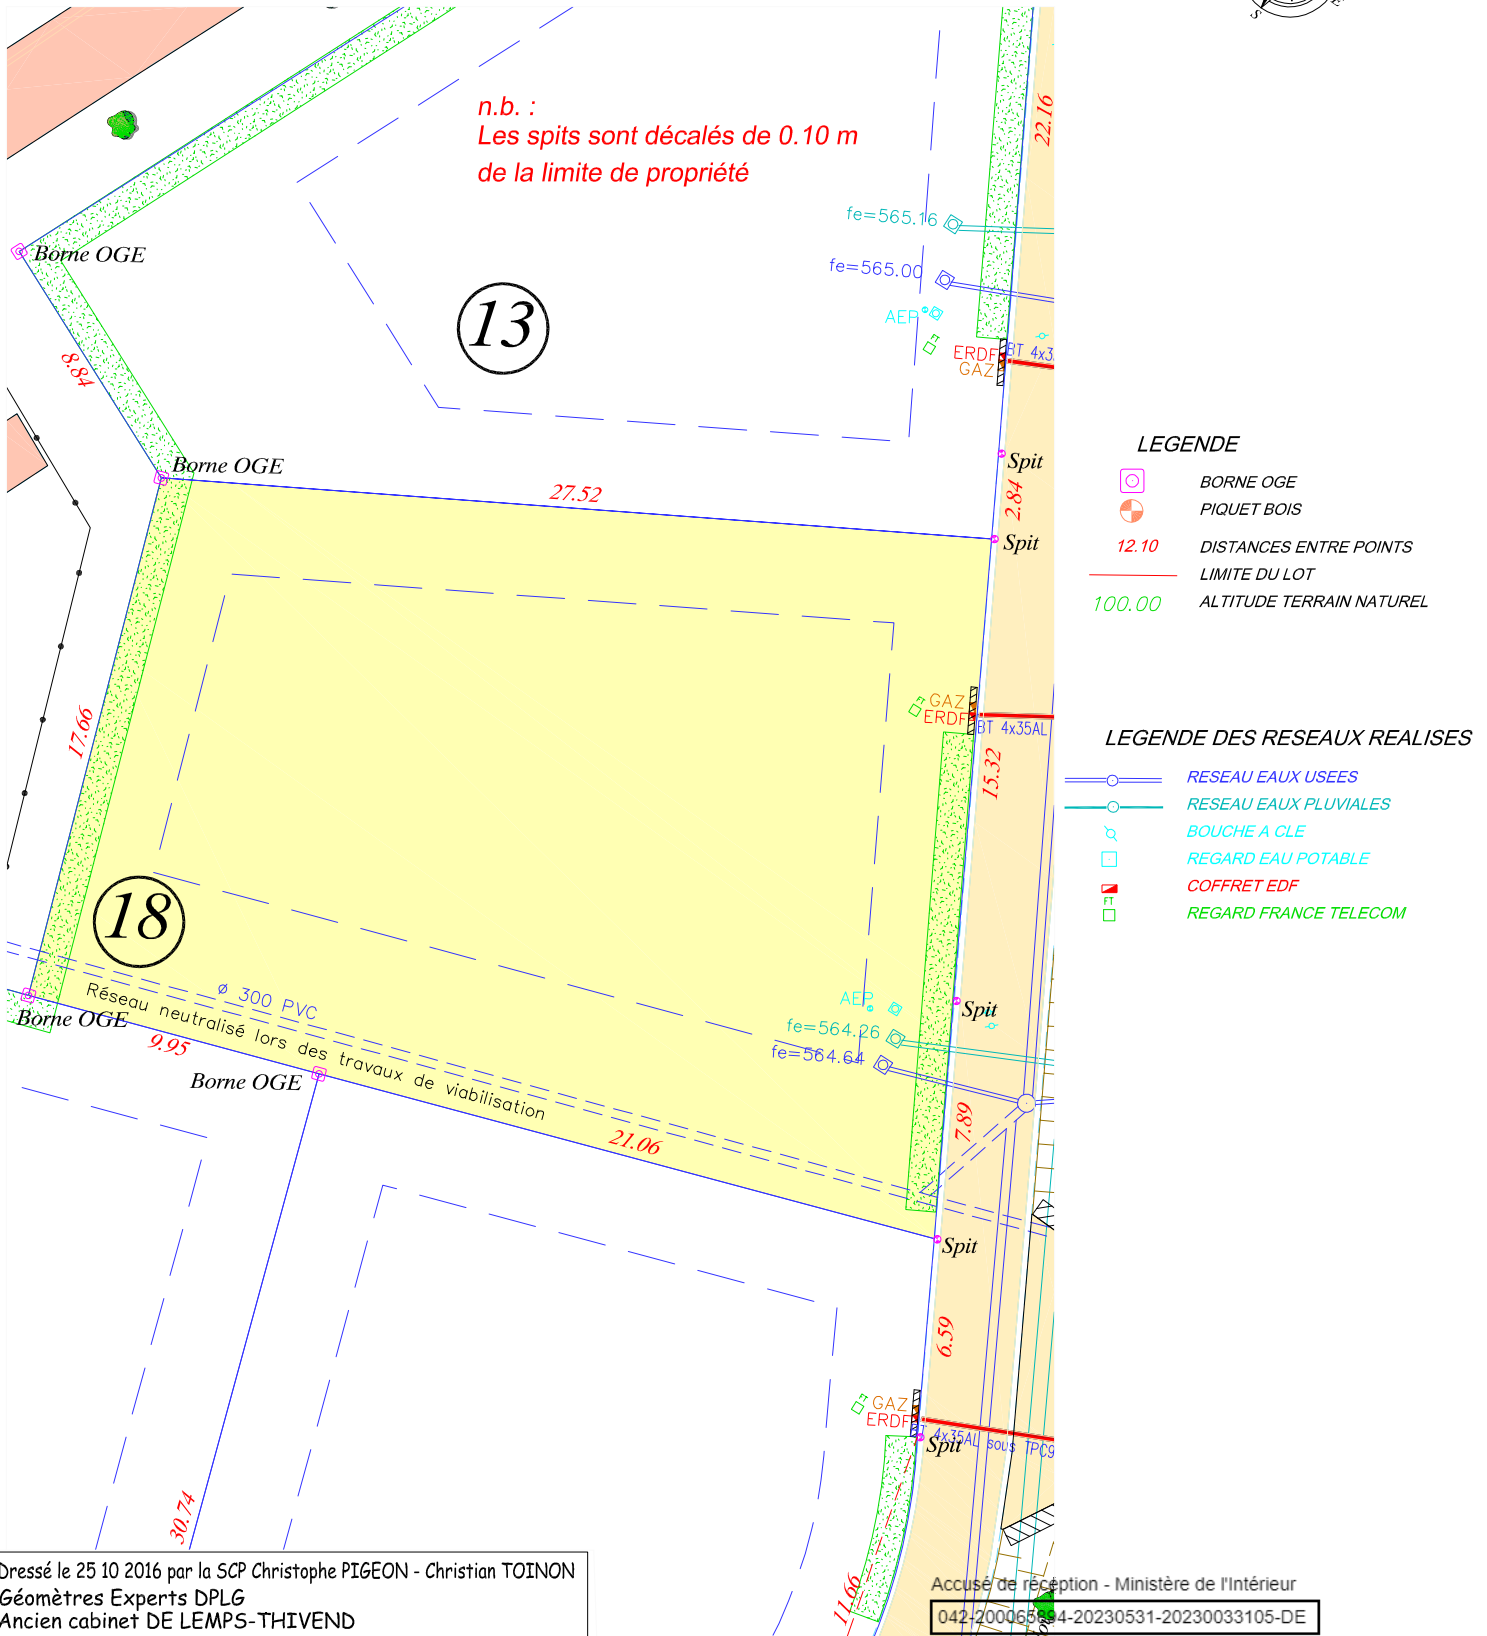 S
E
n.b. :
Les spits sont décalés de 0.10 m
de la limite de propriété
22.16
fe=565.16
fe=565.00
AEP
FT
ERDF
GAZ
BT 4x3
Borne OGE
13
8.84
Borne OGE
27.52
Spit
2.84
Spit
LEGENDE
BORNE OGE
PIQUET BOIS
12.10 DISTANCES ENTRE POINTS
LIMITE DU LOT
100.00 ALTITUDE TERRAIN NATUREL
17.66
FT
GAZ
ERDF
BT 4x35AL
15.32
LEGENDE DES RESEAUX REALISES
RESEAU EAUX USEES
RESEAU EAUX PLUVIALES
BOUCHE A CLE
REGARD EAU POTABLE
COFFRET EDF
FT
REGARD FRANCE TELECOM
18
ø 300 PVC
Réseau neutralisé lors des travaux de viabilisation
Borne OGE
9.95
Borne OGE
21.06
AEP
Spit
fe=564.26
fe=564.64
7.89
Spit
6.59
FT
GAZ
ERDF
4x35AL sous TPC9
Spit
30.74
11.66
Dressé le 25 10 2016 par la SCP Christophe PIGEON - Christian TOINON
Géomètres Experts DPLG
Ancien cabinet DE LEMPS-THIVEND
Accusé de réception - Ministère de l'Intérieur
042-200065894-20230531-20230033105-DE